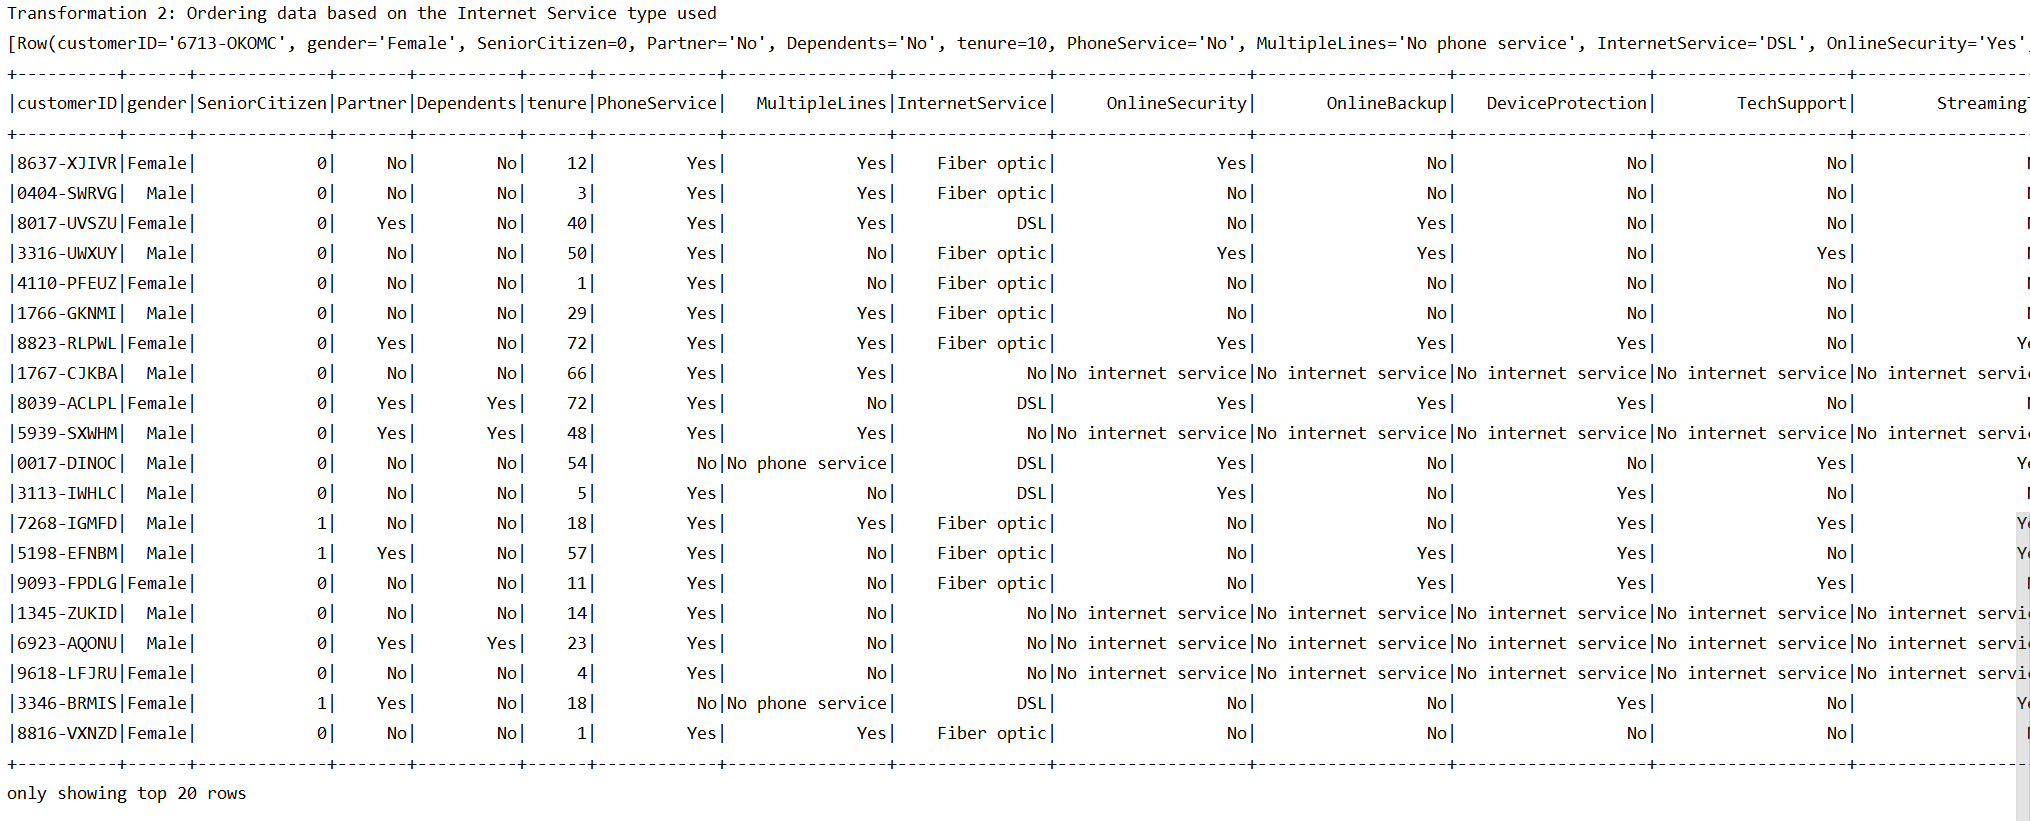 Transformation 2: Ordering data based on the Internet Service type used
[Row(customerID='6713-OKOMC', gender='Female', SeniorCitizen=0, Partner='No', Dependents='No', tenure=10, PhoneService='No', MultipleLines='No phone service', InternetService='DSL', OnlineSecurity='Yes'
+----------+------+-------------+-------+----------+------+------------+----------------+---------------+-------------------+-------------------+-------------------+-------------------+-----------------
|customerID|gender|SeniorCitizen|Partner|Dependents|tenure|PhoneService|   MultipleLines|InternetService|     OnlineSecurity|       OnlineBackup|   DeviceProtection|        TechSupport|        Streaming
+----------+------+-------------+-------+----------+------+------------+----------------+---------------+-------------------+-------------------+-------------------+-------------------+-----------------
|8637-XJIVR|Female|            0|     No|        No|    12|         Yes|             Yes|    Fiber optic|                Yes|                 No|                 No|                 No|
|0404-SWRVG|  Male|            0|     No|        No|     3|         Yes|             Yes|    Fiber optic|                 No|                 No|                 No|                 No|
|8017-UVSZU|Female|            0|    Yes|        No|    40|         Yes|             Yes|            DSL|                 No|                Yes|                 No|                 No|
|3316-UWXUY|  Male|            0|     No|        No|    50|         Yes|              No|    Fiber optic|                Yes|                Yes|                 No|                Yes|
|4110-PFEUZ|Female|            0|     No|        No|     1|         Yes|              No|    Fiber optic|                 No|                 No|                 No|                 No|
|1766-GKNMI|  Male|            0|     No|        No|    29|         Yes|             Yes|    Fiber optic|                 No|                 No|                 No|                 No|
|8823-RLPWL|Female|            0|    Yes|        No|    72|         Yes|             Yes|    Fiber optic|                Yes|                Yes|                Yes|                 No|
|1767-CJKBA|  Male|            0|     No|        No|    66|         Yes|             Yes|             No|No internet service|No internet service|No internet service|No internet service|No internet servi
|8039-ACLPL|Female|            0|    Yes|       Yes|    72|         Yes|              No|            DSL|                Yes|                Yes|                Yes|                 No|
|5939-SXWHM|  Male|            0|    Yes|       Yes|    48|         Yes|             Yes|             No|No internet service|No internet service|No internet service|No internet service|No internet servi
|0017-DINOC|  Male|            0|     No|        No|    54|          No|No phone service|            DSL|                Yes|                 No|                 No|                Yes|
|3113-IWHLC|  Male|            0|     No|        No|     5|         Yes|              No|            DSL|                Yes|                 No|                Yes|                 No|
|7268-IGMFD|  Male|            1|     No|        No|    18|         Yes|             Yes|    Fiber optic|                 No|                 No|                Yes|                Yes|
|5198-EFNBM|  Male|            1|    Yes|        No|    57|         Yes|              No|    Fiber optic|                 No|                Yes|                Yes|                 No|
|9093-FPDLG|Female|            0|     No|        No|    11|         Yes|              No|    Fiber optic|                 No|                Yes|                Yes|                Yes|
|1345-ZUKID|  Male|            0|     No|        No|    14|         Yes|              No|             No|No internet service|No internet service|No internet service|No internet service|No internet servi
|6923-AQONU|  Male|            0|    Yes|       Yes|    23|         Yes|              No|             No|No internet service|No internet service|No internet service|No internet service|No internet servi
|9618-LFJRU|Female|            0|     No|        No|     4|         Yes|              No|             No|No internet service|No internet service|No internet service|No internet service|No internet servi
|3346-BRMIS|Female|            1|    Yes|        No|    18|          No|No phone service|            DSL|                 No|                 No|                Yes|                 No|
|8816-VXNZD|Female|            0|     No|        No|     1|         Yes|             Yes|    Fiber optic|                 No|                 No|                 No|                 No|
+----------+------+-------------+-------+----------+------+------------+----------------+---------------+-------------------+-------------------+-------------------+-------------------+-----------------
only showing top 20 rows